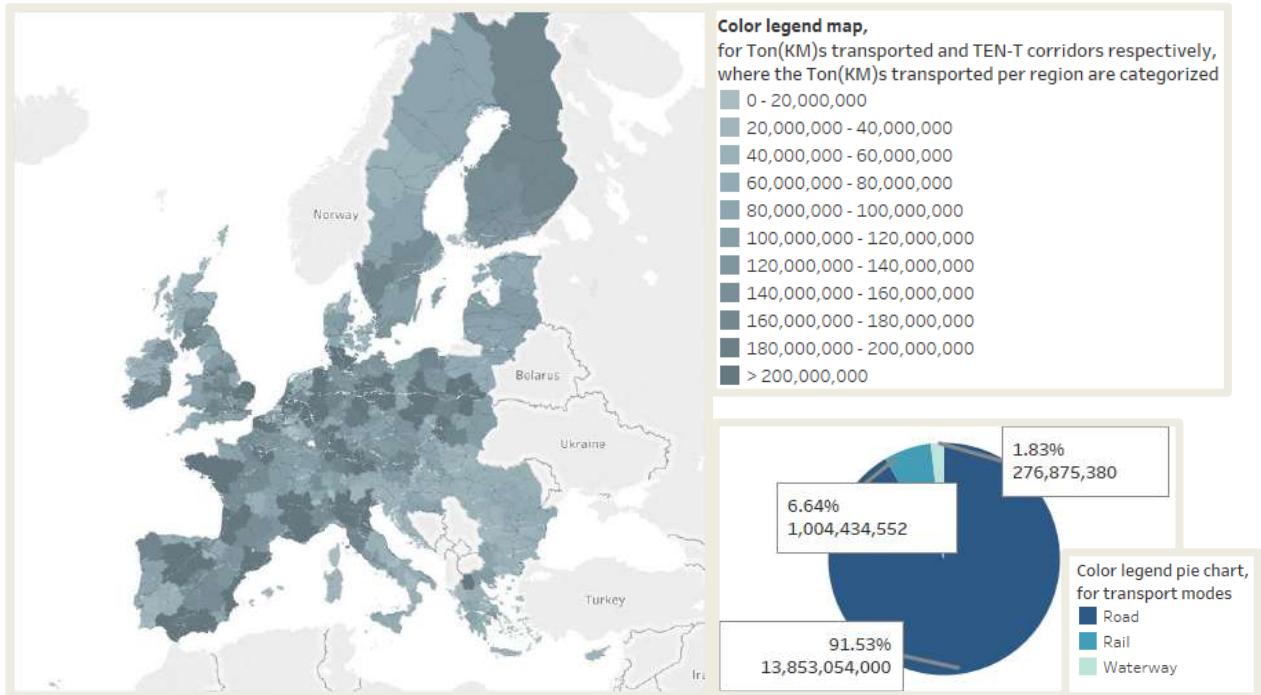 Norway
Belarus
Ukraine
Turkey
Color legend map,
for Ton(KM)s transported and TEN-T corridors respectively,
where the Ton(KM)s transported per region are categorized
0 - 20,000,000
20,000,000 - 40,000,000
40,000,000 - 60,000,000
60,000,000 - 80,000,000
80,000,000 - 100,000,000
100,000,000 - 120,000,000
120,000,000 - 140,000,000
140,000,000 - 160,000,000
160,000,000 - 180,000,000
180,000,000 - 200,000,000
> 200,000,000
1.83%
276,875,380
6.64%
1,004,434,552
91.53%
13,853,054,000
Color legend pie chart,
for transport modes
Road
Rail
Waterway